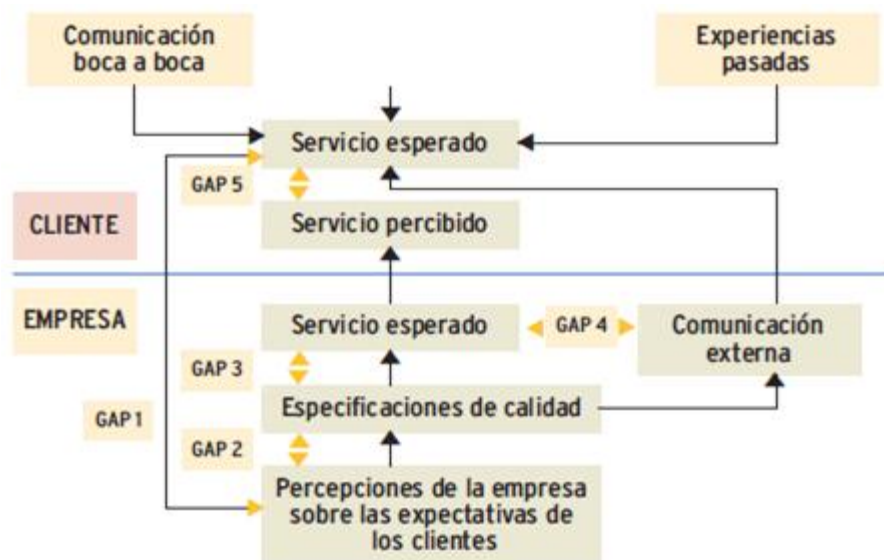 Comunicación
boca a boca
Experiencias
pasadas
Servicio esperado
GAP 5
CLIENTE
Servicio percibido
EMPRESA
Servicio esperado
GAP 4
Comunicación
externa
GAP 3
Especificaciones de calidad
GAP 1
GAP 2
Percepciones de la empresa
sobre las expectativas de
los clientes